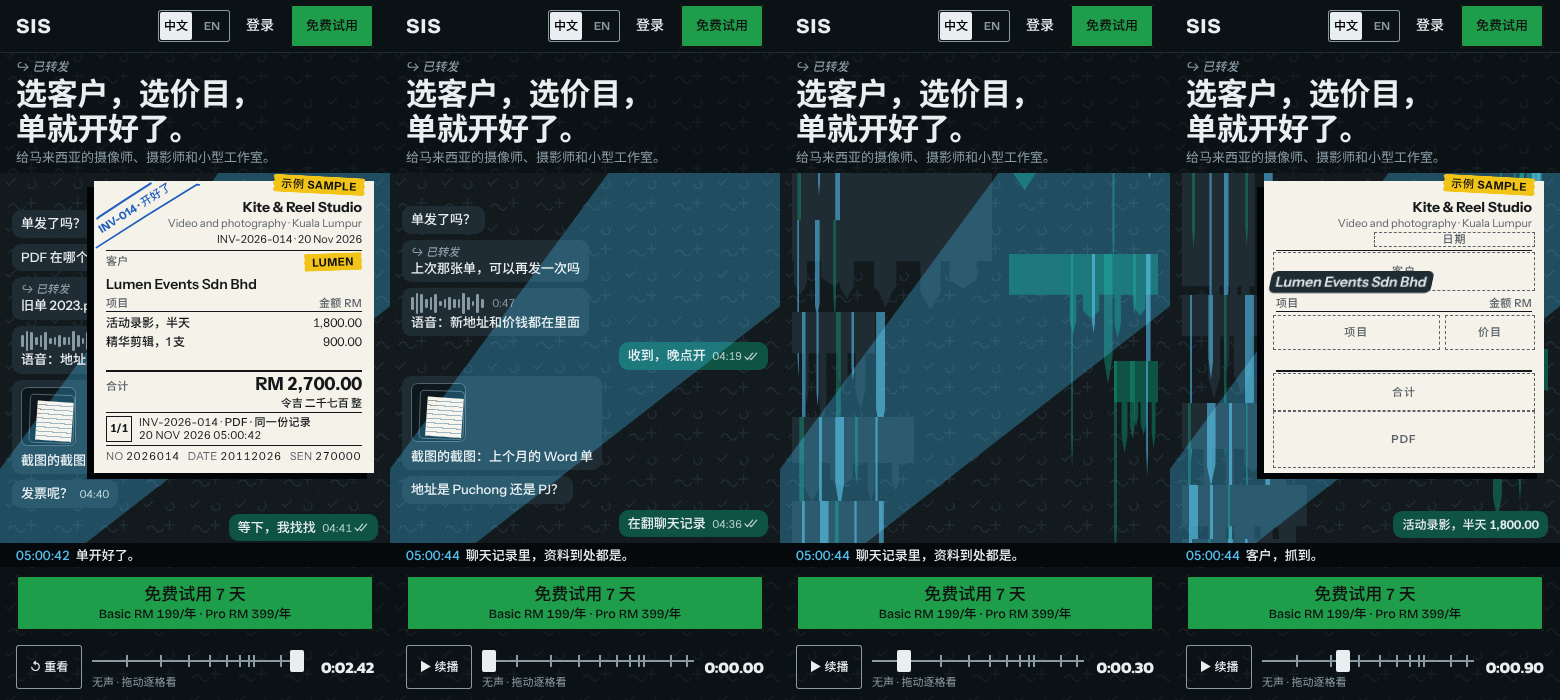 SIS
中文
EN
登录
免费试用
已转发
选客户，选价目，
单就开好了。
给马来西亚的摄像师、摄影师和小型工作室。
单发了吗？
PDF 在哪个
已转发
旧单 2023.p
语音：地址
截图的截图
发票呢？ 04:40
等下，我找找 04:41
INV-014 · 开好了
示例 SAMPLE
Kite & Reel Studio
Video and photography · Kuala Lumpur
INV-2026-014 · 20 Nov 2026
客户
LUMEN
Lumen Events Sdn Bhd
项目 金额 RM
活动录影，半天 1,800.00
精华剪辑，1 支 900.00
合计 RM 2,700.00
令吉 二千七百 整
1/1
INV-2026-014 · PDF · 同一份记录
20 NOV 2026 05:00:42
NO 2026014 DATE 20112026 SEN 270000
05:00:42 单开好了。
免费试用 7 天
Basic RM 199/年 · Pro RM 399/年
重看
无声 · 拖动逐格看
0:02.42
SIS
中文
EN
登录
免费试用
已转发
选客户，选价目，
单就开好了。
给马来西亚的摄像师、摄影师和小型工作室。
单发了吗？
已转发
上次那张单，可以再发一次吗
0:47
语音：新地址和价钱都在里面
收到，晚点开 04:19
截图的截图：上个月的 Word 单
地址是 Puchong 还是 PJ？
在翻聊天记录 04:36
05:00:44 聊天记录里，资料到处都是。
免费试用 7 天
Basic RM 199/年 · Pro RM 399/年
续播
无声 · 拖动逐格看
0:00.00
SIS
中文
EN
登录
免费试用
已转发
选客户，选价目，
单就开好了。
给马来西亚的摄像师、摄影师和小型工作室。
05:00:44 聊天记录里，资料到处都是。
免费试用 7 天
Basic RM 199/年 · Pro RM 399/年
续播
无声 · 拖动逐格看
0:00.30
SIS
中文
EN
登录
免费试用
已转发
选客户，选价目，
单就开好了。
给马来西亚的摄像师、摄影师和小型工作室。
示例 SAMPLE
Kite & Reel Studio
Video and photography · Kuala Lumpur
日期
客户
Lumen Events Sdn Bhd
项目 金额 RM
项目 价目
合计
PDF
活动录影，半天 1,800.00
05:00:44 客户，抓到。
免费试用 7 天
Basic RM 199/年 · Pro RM 399/年
续播
无声 · 拖动逐格看
0:00.90